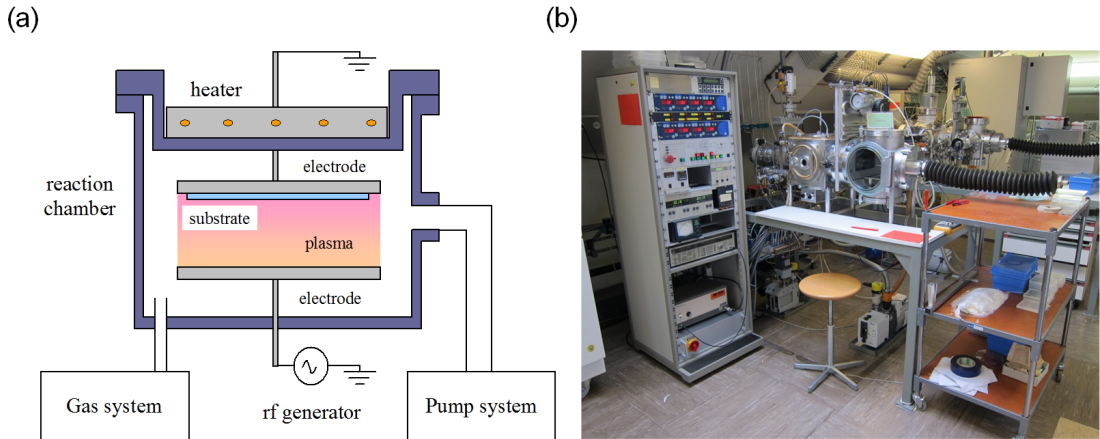 (a)
(b)
heater
electrode
reaction
chamber
substrate
plasma
electrode
Gas system
rf generator
Pump system